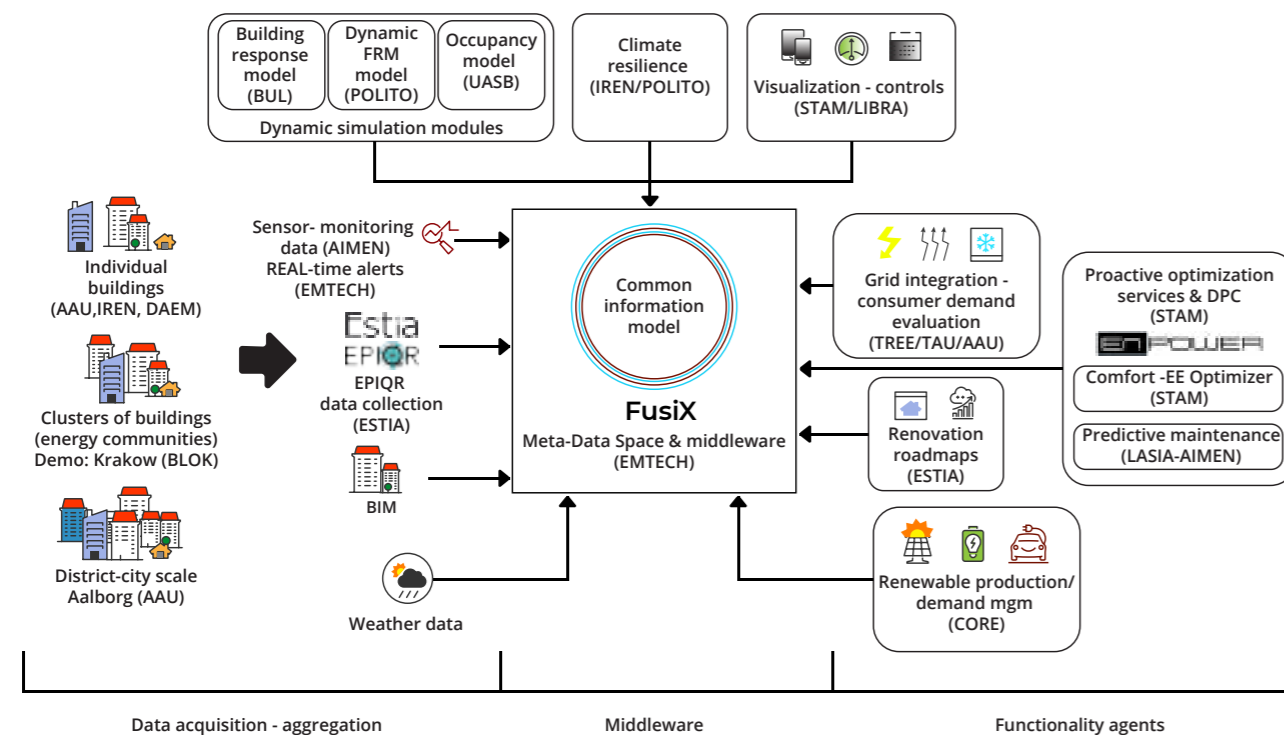 Building
response
model
(BUL)
Dynamic
FRM
model
(POLITO)
Occupancy
model
(UASB)
Dynamic simulation modules
Climate
resilience
(IREN/POLITO)
Visualization - controls
(STAM/LIBRA)
Individual
buildings
(AAU,IREN, DAEM)
Clusters of buildings
(energy communities)
Demo: Krakow (BLOK)
District-city scale
Aalborg (AAU)
Sensor- monitoring
data (AIMEN)
REAL-time alerts
(EMTECH)
Estia
EPIQR
EPIQR
data collection
(ESTIA)
BIM
Weather data
Common
information
model
FusiX
Meta-Data Space & middleware
(EMTECH)
Grid integration -
consumer demand
evaluation
(TREE/TAU/AAU)
Renovation
roadmaps
(ESTIA)
Renewable production/
demand mgm
(CORE)
Proactive optimization
services & DPC
(STAM)
EnPOWER
Comfort -EE Optimizer
(STAM)
Predictive maintenance
(LASIA-AIMEN)
Data acquisition - aggregation
Middleware
Functionality agents